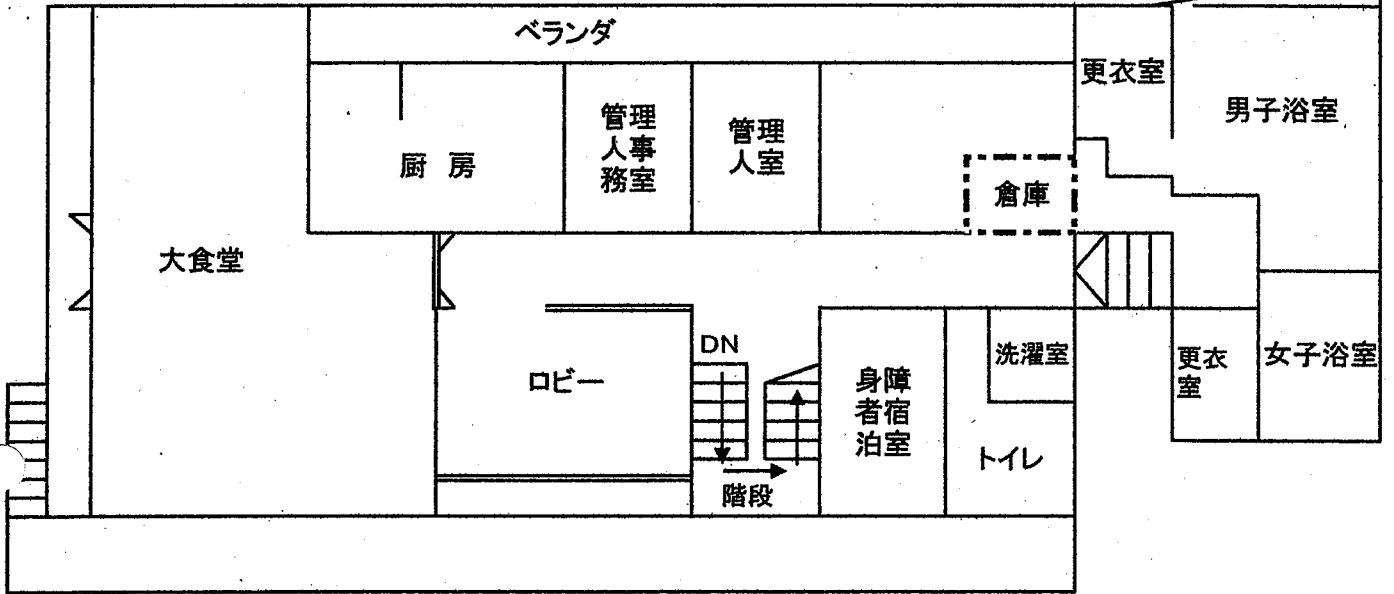 ベランダ
更衣室
男子浴室
管理
人事
務室
管理
人室
厨 房
倉庫
大食堂
DN
ロビー
階段
身障
者宿
泊室
洗濯室
トイレ
更衣
室
女子浴室